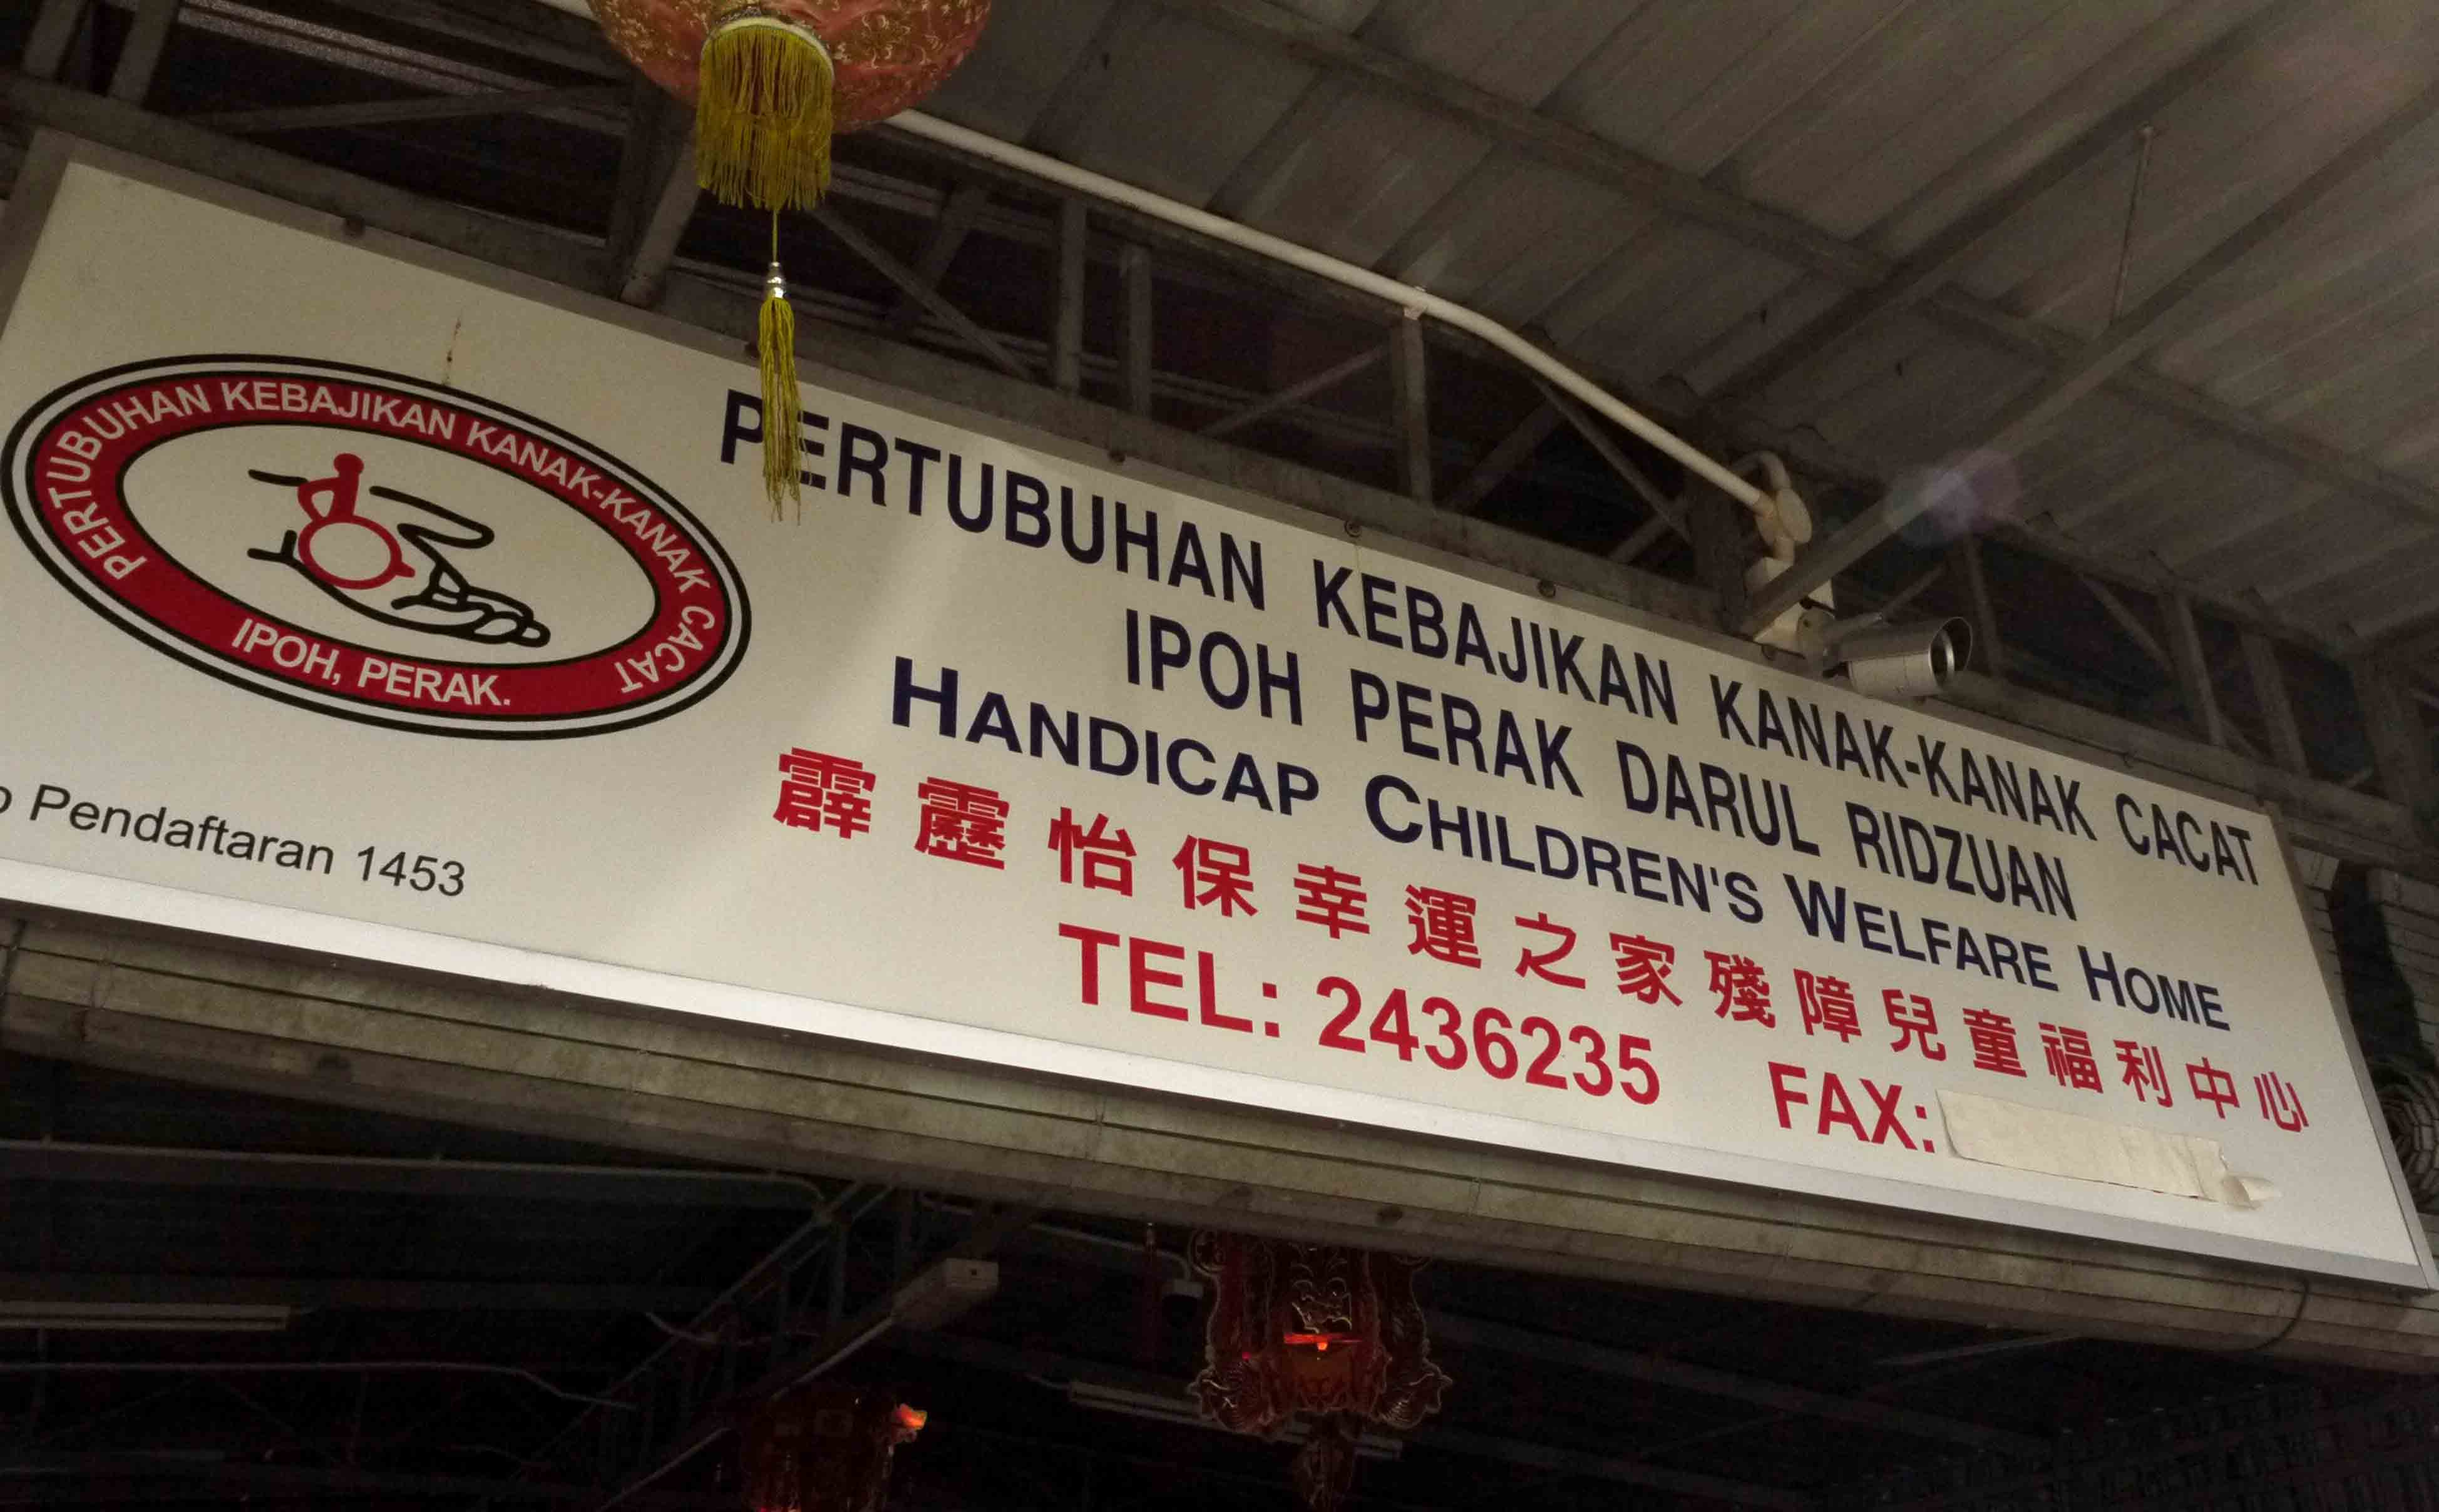 PERTUBUHAN KEBAJIKAN KANAK-KANAK CACAT
IPOH, PERAK.
Pendaftaran 1453
PERTUBUHAN KEBAJIKAN KANAK-KANAK CACAT
IPOH PERAK DARUL RIDZUAN
HANDICAP CHILDREN'S WELFARE HOME
霹靂怡保幸運之家殘障兒童福利中心
TEL: 2436235 FAX: